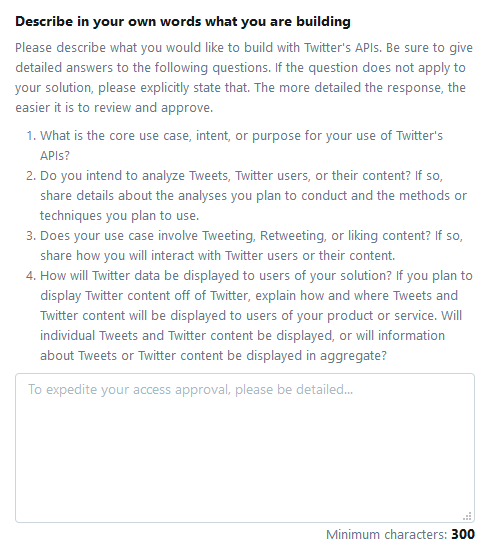 Describe in your own words what you are building
Please describe what you would like to build with Twitter's APIs. Be sure to give
detailed answers to the following questions. If the question does not apply to
your solution, please explicitly state that. The more detailed the response, the
easier it is to review and approve.
1. What is the core use case, intent, or purpose for your use of Twitter's
APIs?
2. Do you intend to analyze Tweets, Twitter users, or their content? If so,
share details about the analyses you plan to conduct and the methods or
techniques you plan to use.
3. Does your use case involve Tweeting, Retweeting, or liking content? If so,
share how you will interact with Twitter users or their content.
4. How will Twitter data be displayed to users of your solution? If you plan to
display Twitter content off of Twitter, explain how and where Tweets and
Twitter content will be displayed to users of your product or service. Will
individual Tweets and Twitter content be displayed, or will information
about Tweets or Twitter content be displayed in aggregate?
To expedite your access approval, please be detailed...
Minimum characters: 300